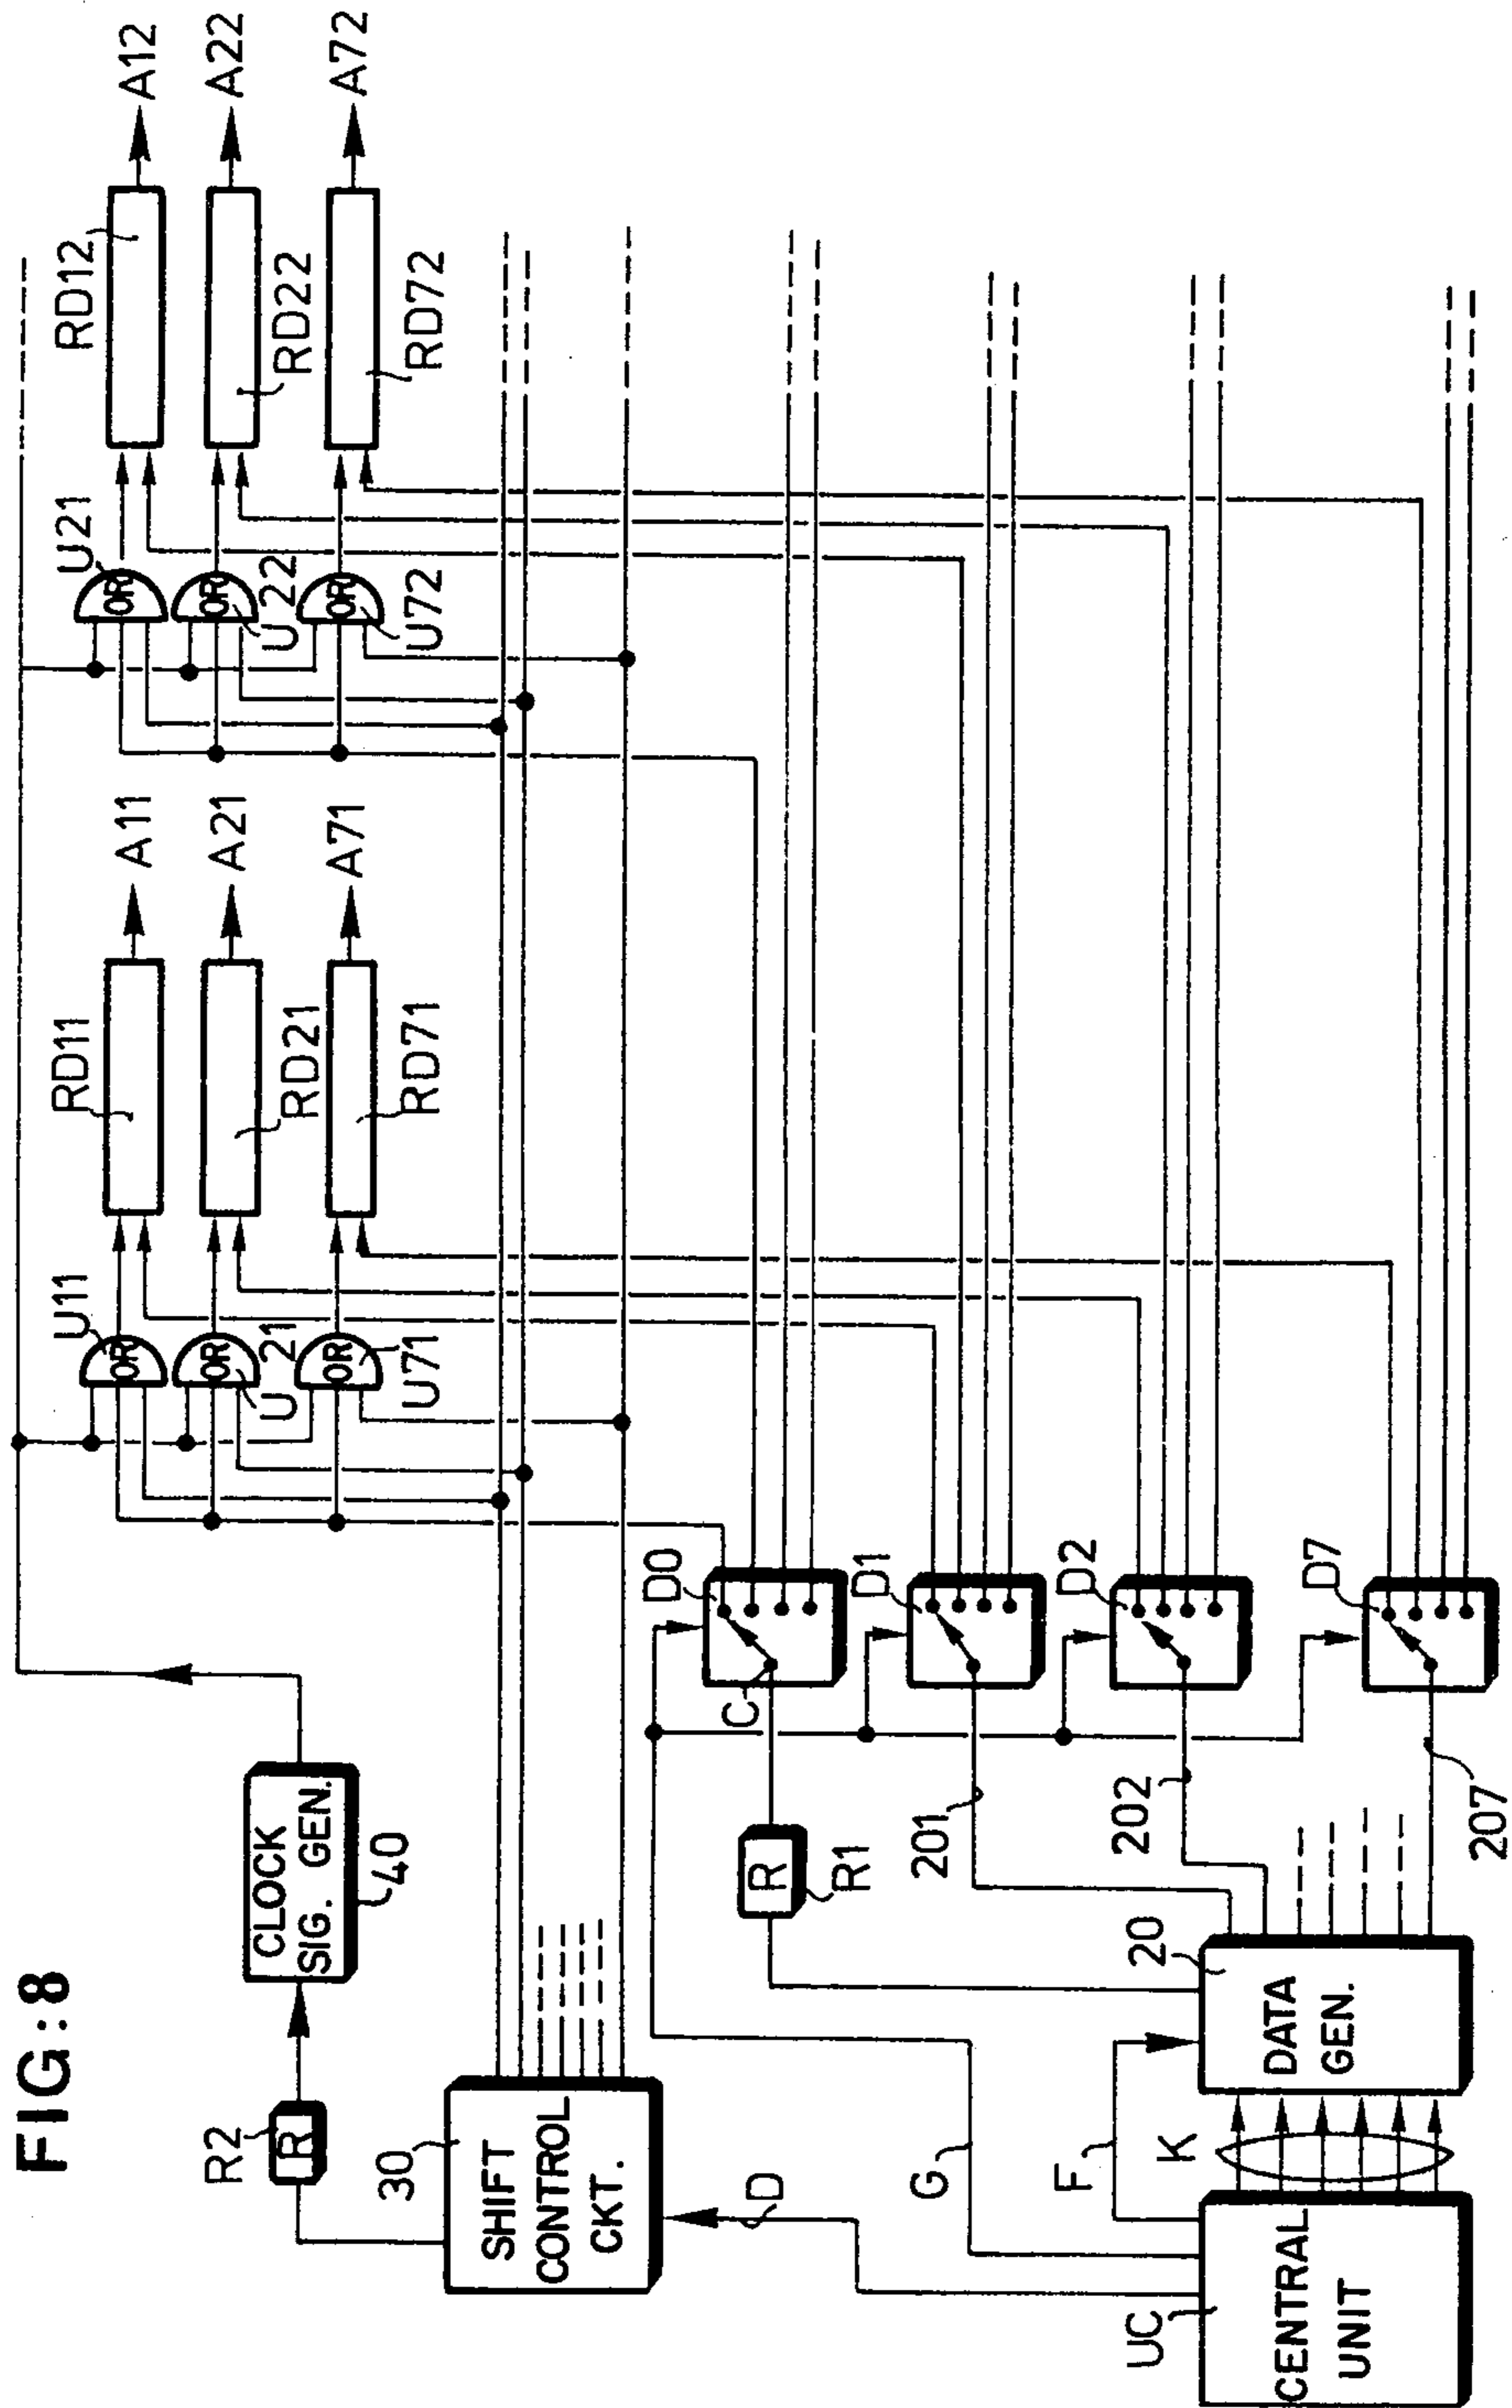 FIG:8
R2
R
CLOCK
SIG. GEN.
40
30
SHIFT
CONTROL
CKT.
D
G
F
K
UC
CENTRAL
UNIT
20
DATA
GEN.
R
R1
C
201
202
207
D0
D1
D2
D7
U11
OR
OR
U21
OR
U71
RD11
RD21
RD71
A11
A21
A71
U21
OR
OR
U22
OR
U72
RD12
RD22
RD72
A12
A22
A72